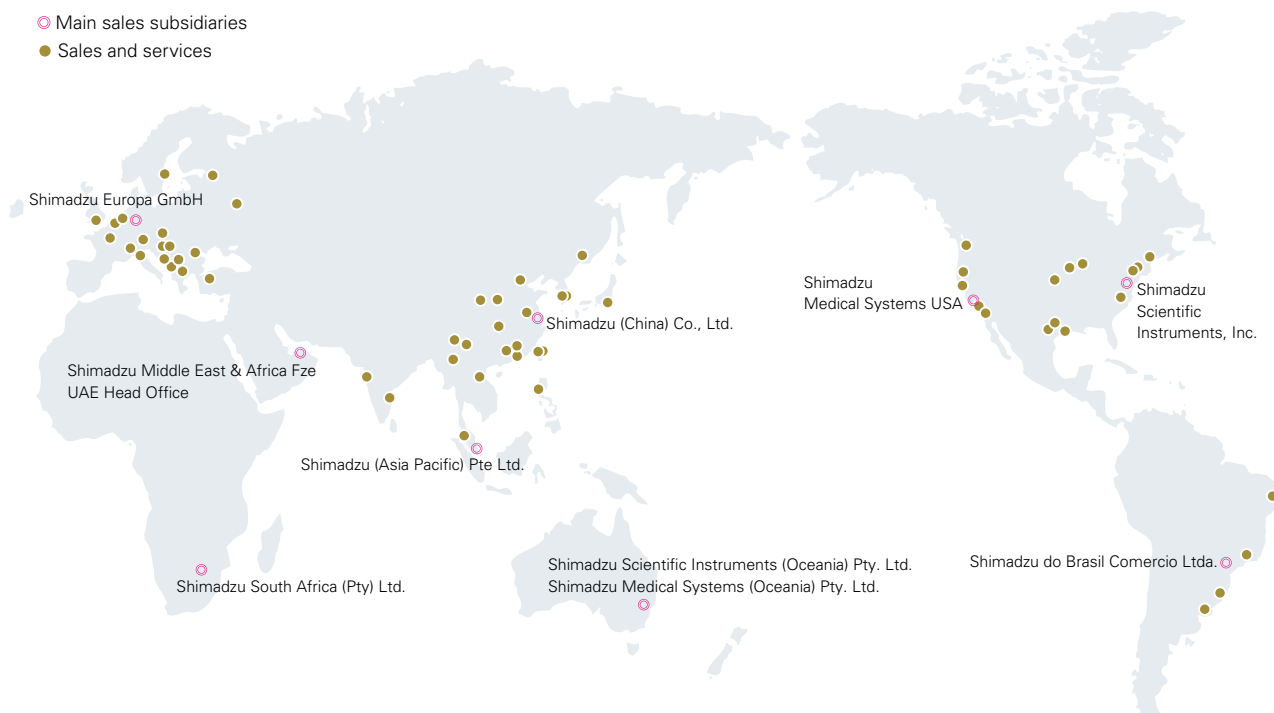 Main sales subsidiaries
Sales and services
Shimadzu Europa GmbH
Shimadzu
Medical Systems USA
Shimadzu
Scientific
Instruments, Inc.
Shimadzu (China) Co., Ltd.
Shimadzu Middle East & Africa Fze
UAE Head Office
Shimadzu (Asia Pacific) Pte Ltd.
Shimadzu Scientific Instruments (Oceania) Pty. Ltd.
Shimadzu Medical Systems (Oceania) Pty. Ltd.
Shimadzu do Brasil Comercio Ltda.
Shimadzu South Africa (Pty) Ltd.